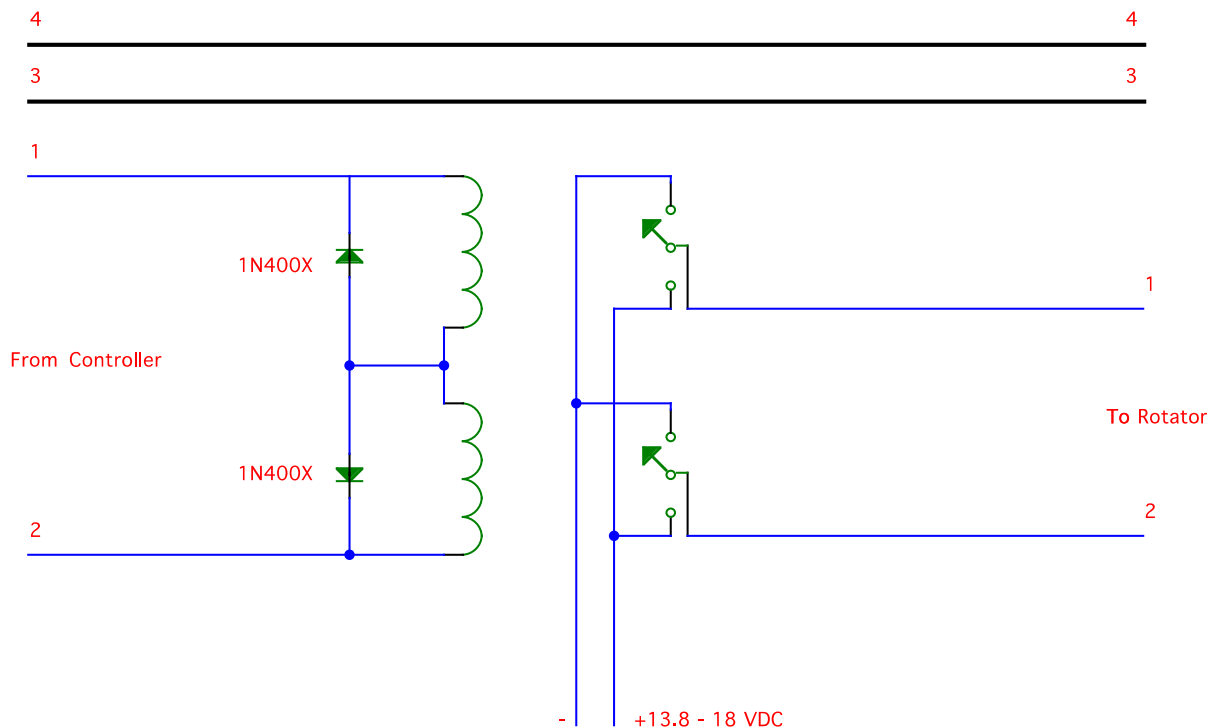 4 4
3 3
1
1N400X
1
From Controller
To Rotator
1N400X
2
2
- +13.8 - 18 VDC